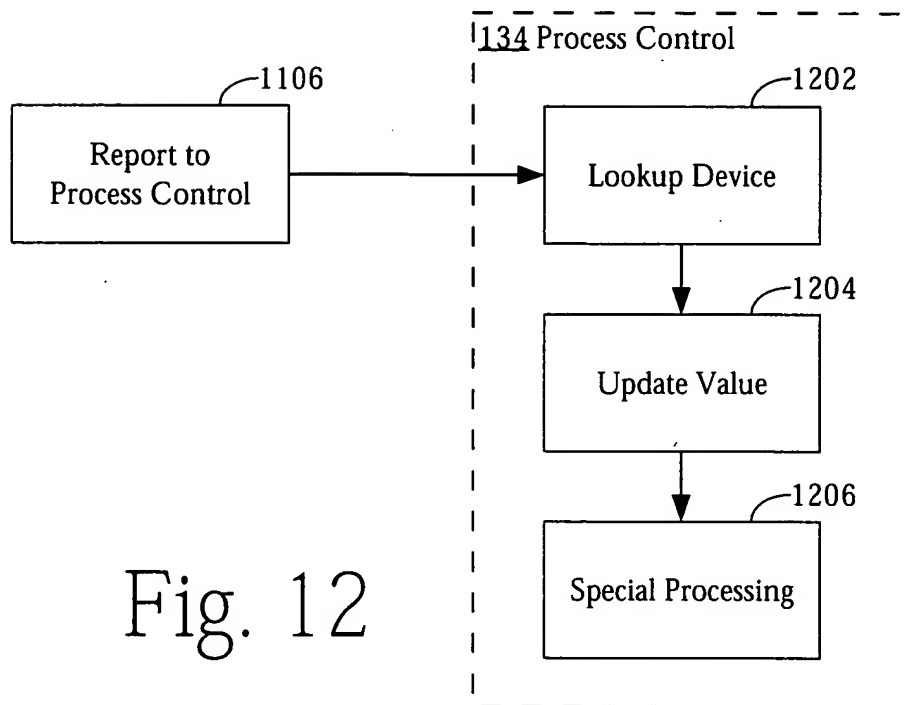 134 Process Control
1106
1202
Report to
Process Control
Lookup Device
1204
Update Value
1206
Special Processing
Fig. 12